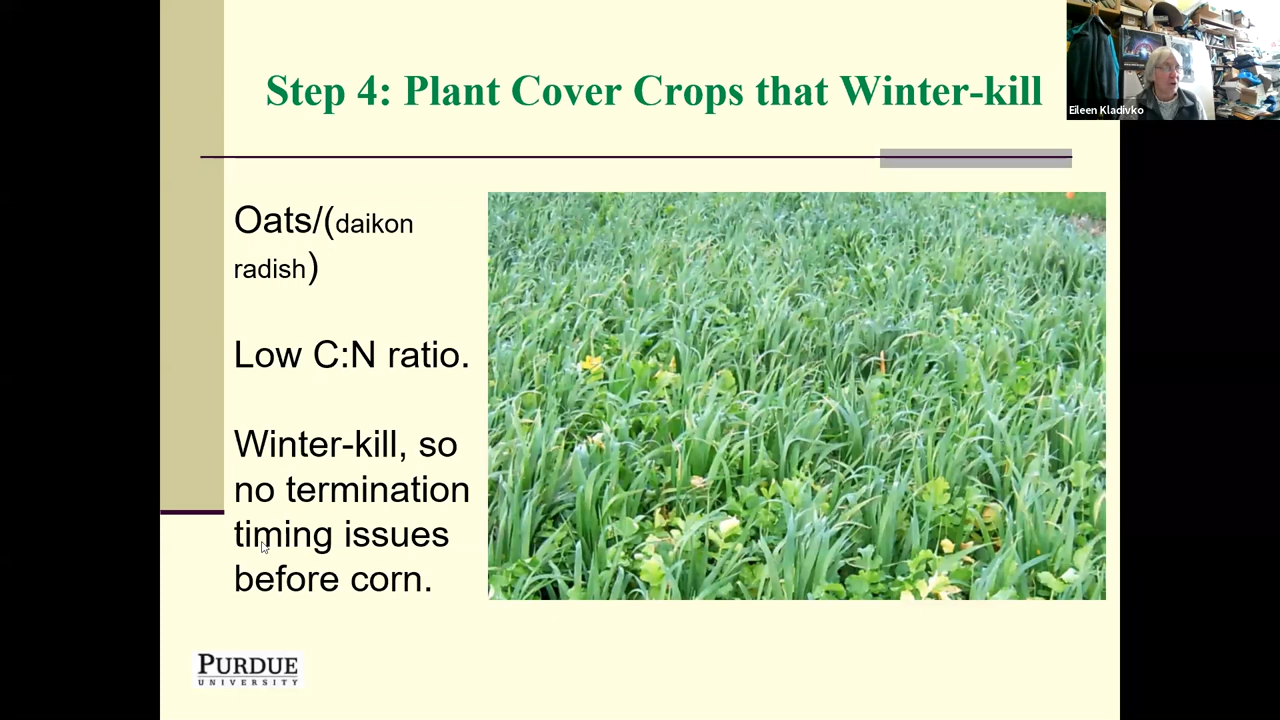 Step 4: Plant Cover Crops that Winter-kill
Eileen Kladivko
Oats/(daikon
radish)
Low C:N ratio.
Winter-kill, so
no termination
timing issues
before corn.
PURDUE
UNIVERSITY